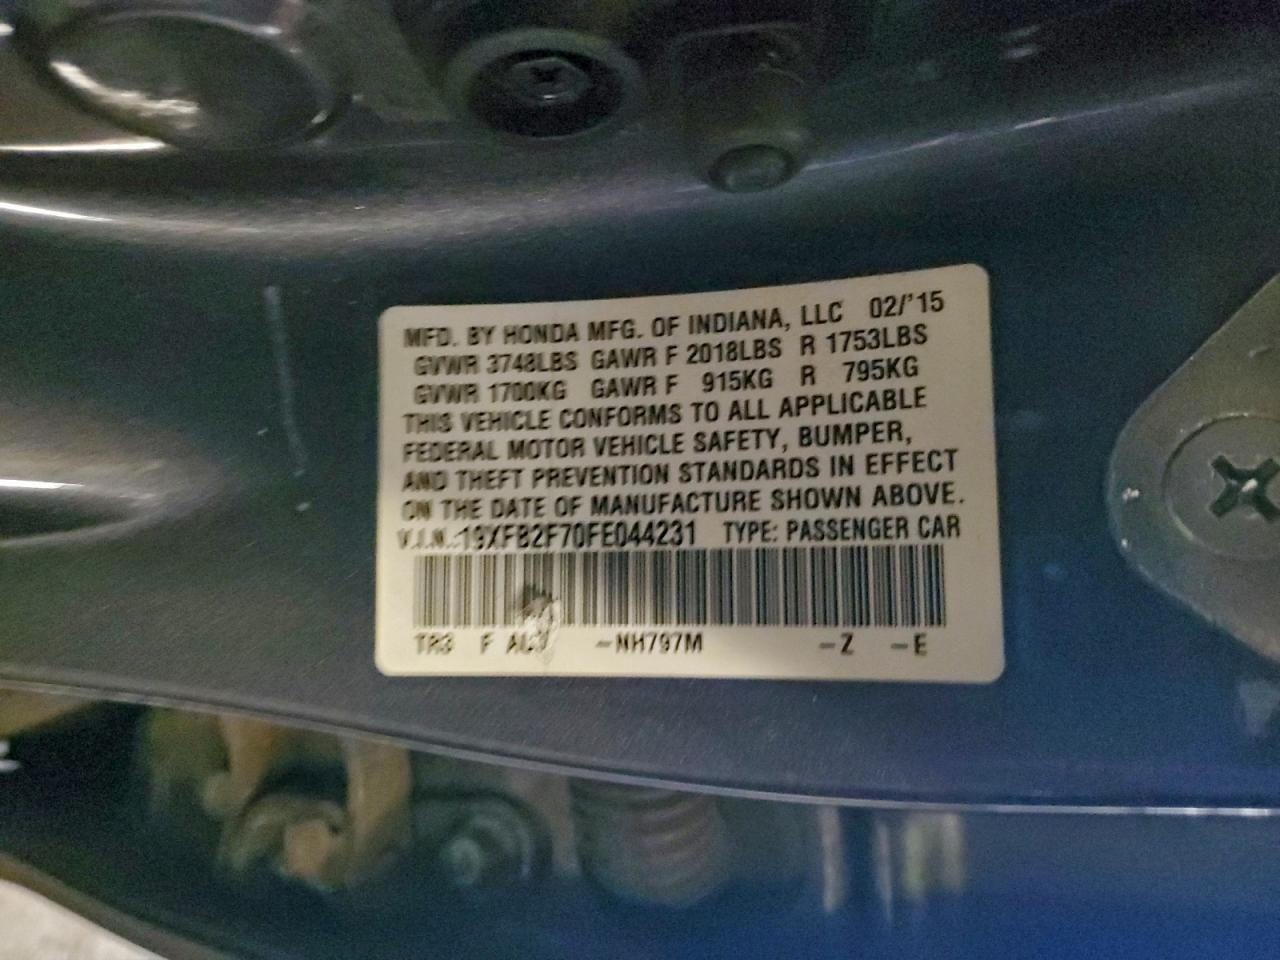 MFD. BY HONDA MFG. OF INDIANA, LLC 02/'15
GVWR 3748LBS GAWR F 2018LBS R 1753LBS
GVWR 1700KG GAWR F 915KG R 795KG
THIS VEHICLE CONFORMS TO ALL APPLICABLE
FEDERAL MOTOR VEHICLE SAFETY, BUMPER,
AND THEFT PREVENTION STANDARDS IN EFFECT
ON THE DATE OF MANUFACTURE SHOWN ABOVE.
V.I.N.:19XFB2F70FE044231 TYPE: PASSENGER CAR
TR3 F -NH797M -Z -E